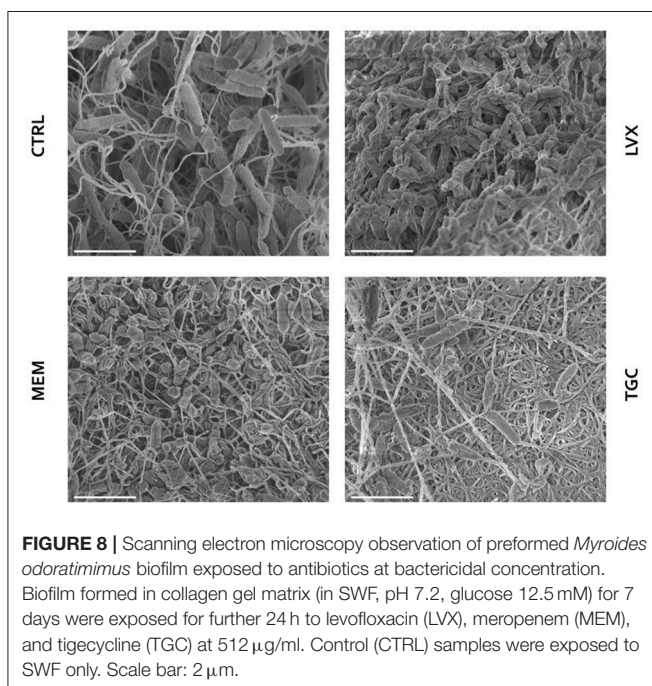 CTRL
LVX
MEM
TGC
FIGURE 8 | Scanning electron microscopy observation of preformed Myroides
odoratimimus biofilm exposed to antibiotics at bactericidal concentration.
Biofilm formed in collagen gel matrix (in SWF, pH 7.2, glucose 12.5 mM) for 7
days were exposed for further 24 h to levofloxacin (LVX), meropenem (MEM),
and tigecycline (TGC) at 512 µg/ml. Control (CTRL) samples were exposed to
SWF only. Scale bar: 2 µm.